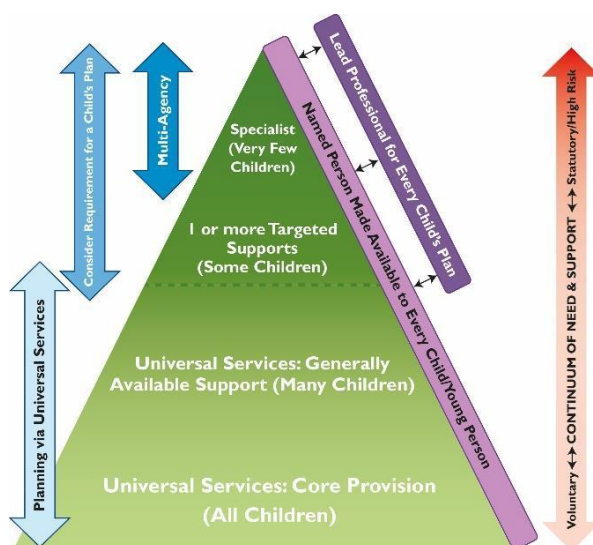 Consider Requirement for a Child's Plan
Multi-Agency
Planning via Universal Services
Specialist
(Very Few
Children)
1 or more Targeted
Supports
(Some Children)
Universal Services: Generally
Available Support (Many Children)
Universal Services: Core Provision
(All Children)
Named Person Made Available to Every Child/Young Person
Lead Professional for Every Child's Plan
Voluntary ↔ CONTINUUM OF NEED & SUPPORT ↔ Statutory/High Risk